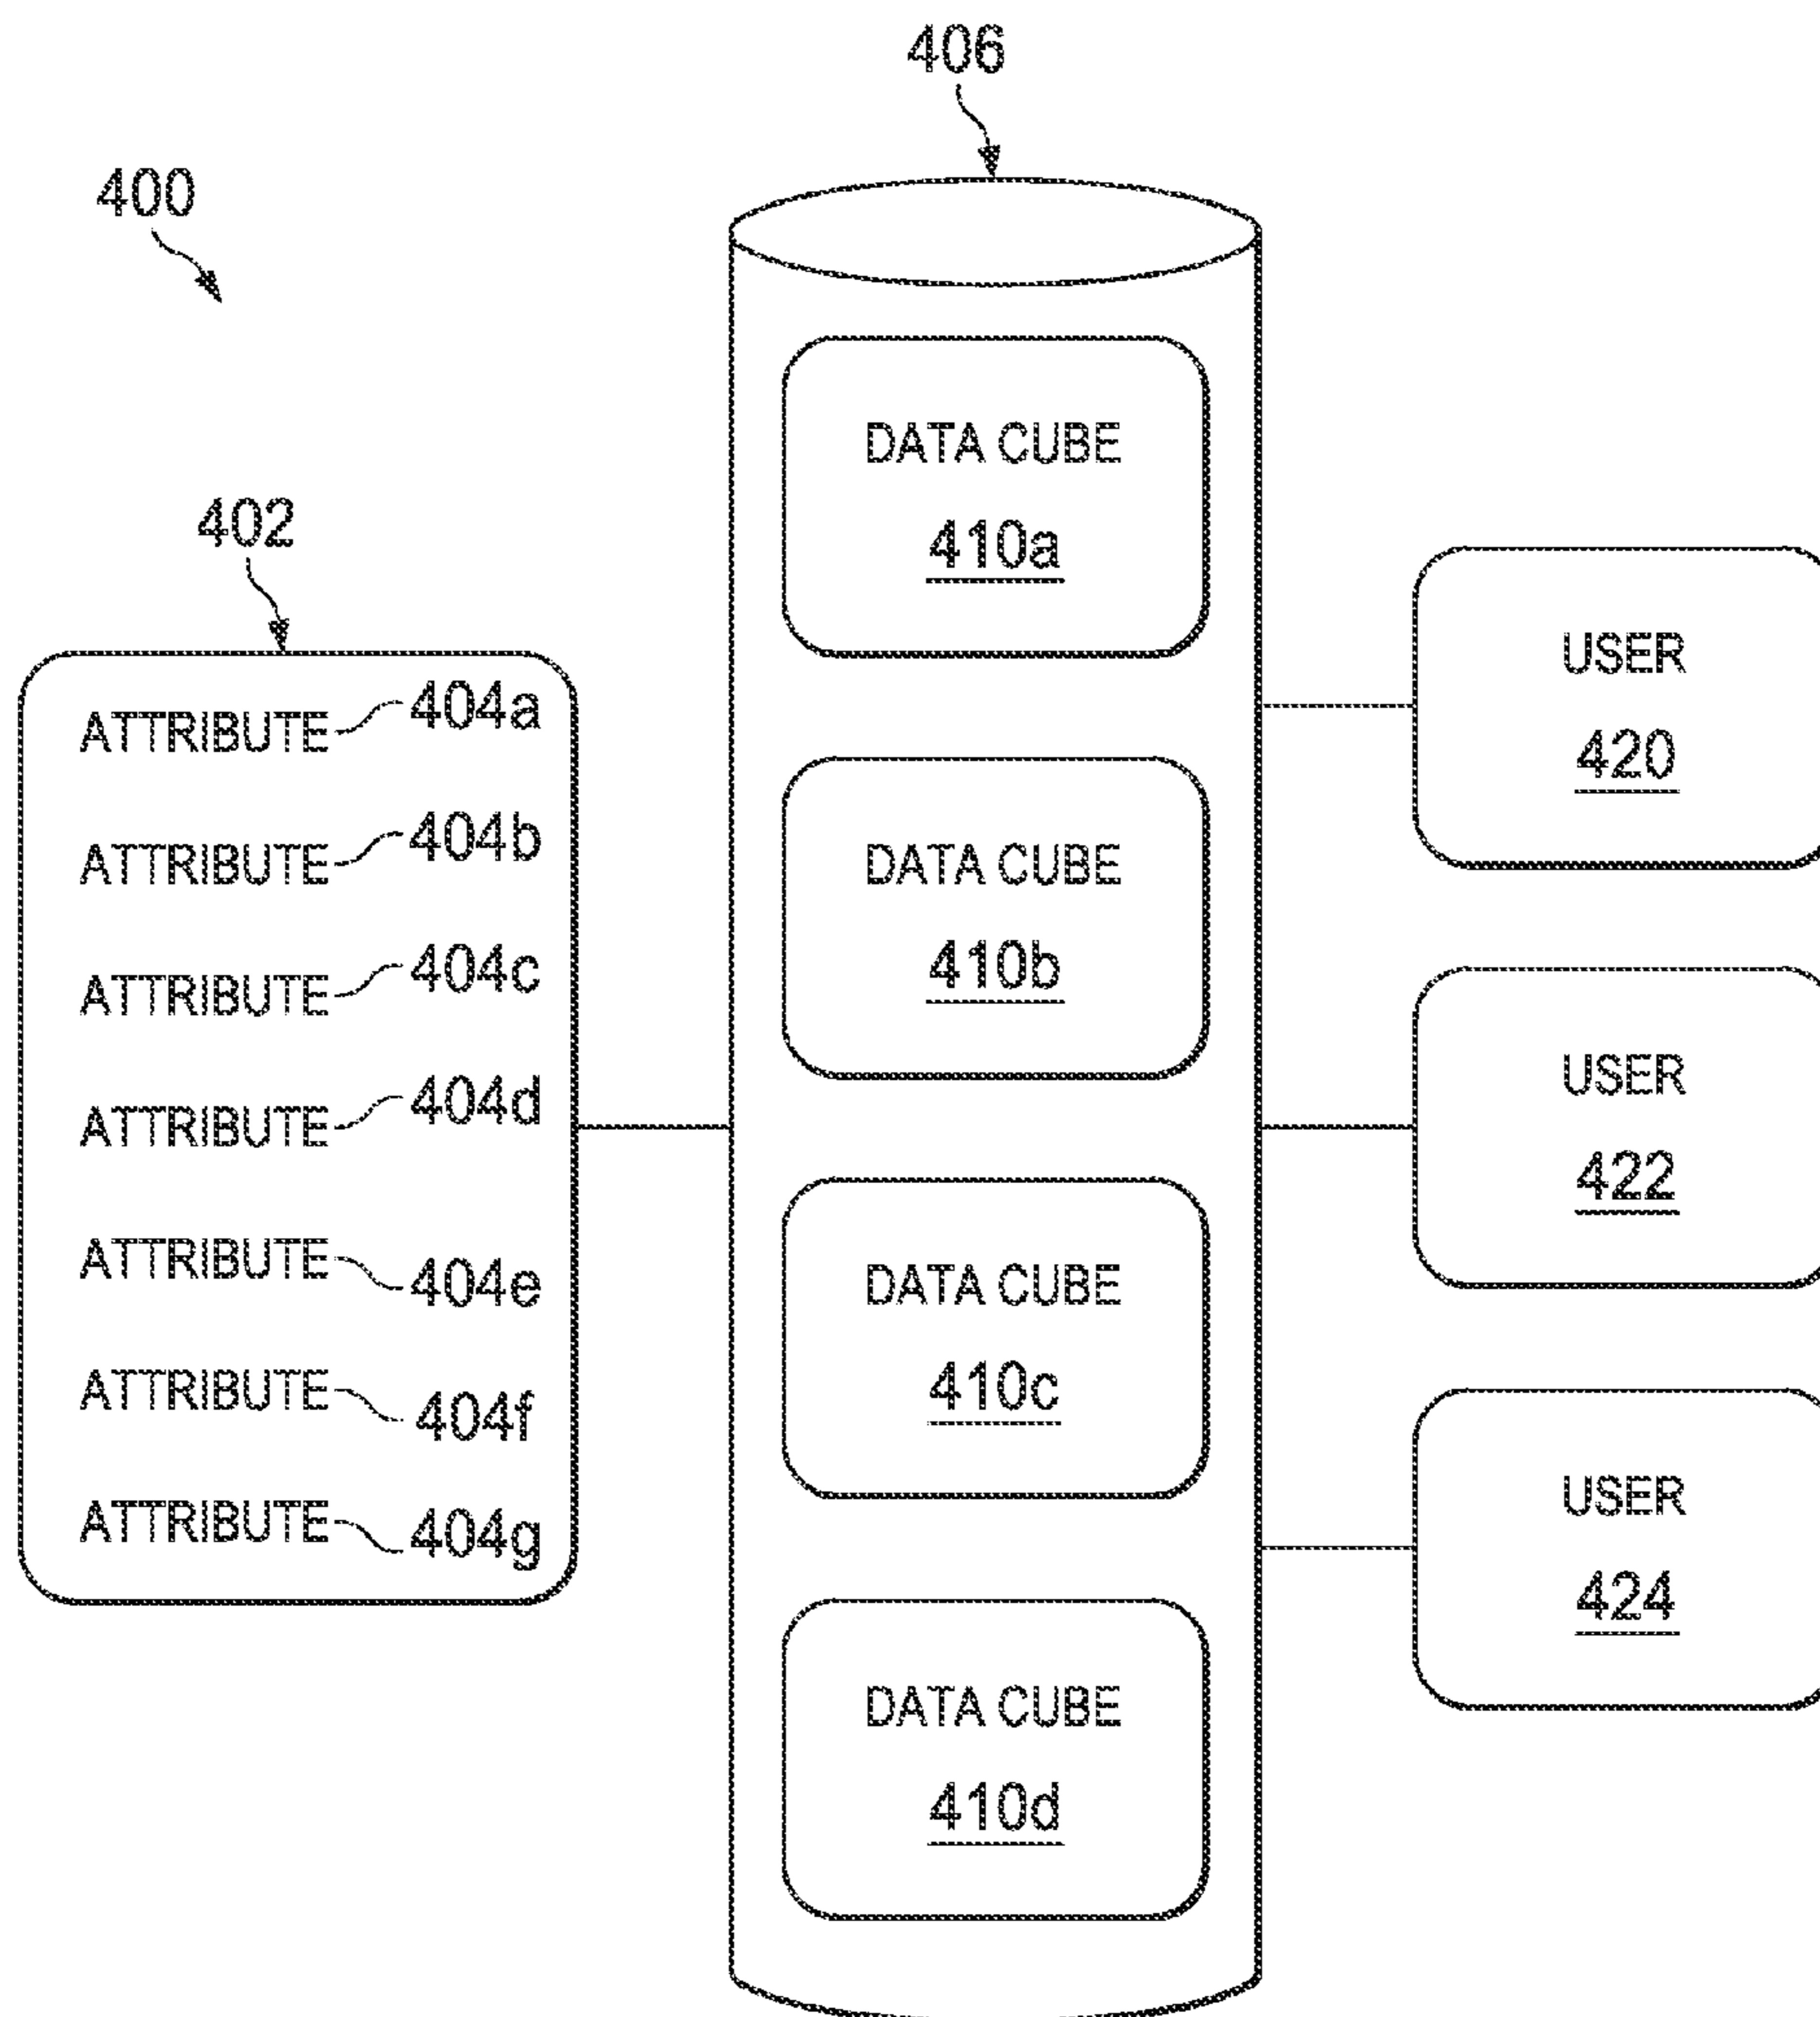 406
400
DATA CUBE
410a
402
ATTRIBUTE 404a
ATTRIBUTE 404b
ATTRIBUTE 404c
ATTRIBUTE 404d
ATTRIBUTE 404e
ATTRIBUTE 404f
ATTRIBUTE 404g
DATA CUBE
410b
DATA CUBE
410c
DATA CUBE
410d
USER
420
USER
422
USER
424